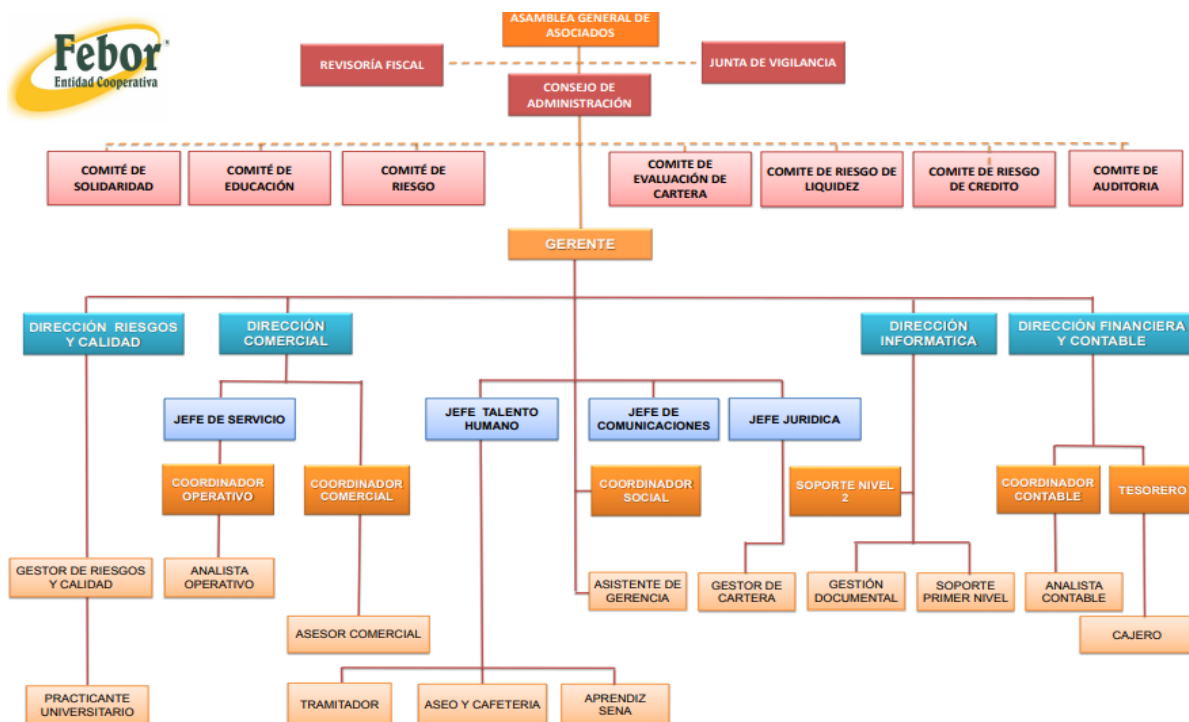 Febor
Entidad Cooperativa
ASAMBLEA GENERAL DE
ASOCIADOS
REVISORÍA FISCAL
JUNTA DE VIGILANCIA
CONSEJO DE
ADMINISTRACIÓN
COMITÉ DE
SOLIDARIDAD
COMITÉ DE
EDUCACIÓN
COMITÉ DE
RIESGO
COMITE DE
EVALUACIÓN DE
CARTERA
COMITE DE RIESGO DE
LIQUIDEZ
COMITE DE RIESGO
DE CREDITO
COMITE DE
AUDITORIA
GERENTE
DIRECCIÓN RIESGOS
Y CALIDAD
DIRECCIÓN
COMERCIAL
DIRECCIÓN
INFORMATICA
DIRECCIÓN FINANCIERA
Y CONTABLE
JEFE DE SERVICIO
JEFE TALENTO
HUMANO
JEFE DE
COMUNICACIONES
JEFE JURIDICA
COORDINADOR
OPERATIVO
COORDINADOR
COMERCIAL
COORDINADOR
SOCIAL
SOPORTE NIVEL
2
COORDINADOR
CONTABLE
TESORERO
GESTOR DE RIESGOS
Y CALIDAD
ANALISTA
OPERATIVO
ASISTENTE DE
GERENCIA
GESTOR DE
CARTERA
GESTIÓN
DOCUMENTAL
SOPORTE
PRIMER NIVEL
ANALISTA
CONTABLE
ASESOR COMERCIAL
CAJERO
PRACTICANTE
UNIVERSITARIO
TRAMITADOR
ASEO Y CAFETERIA
APRENDIZ
SENA